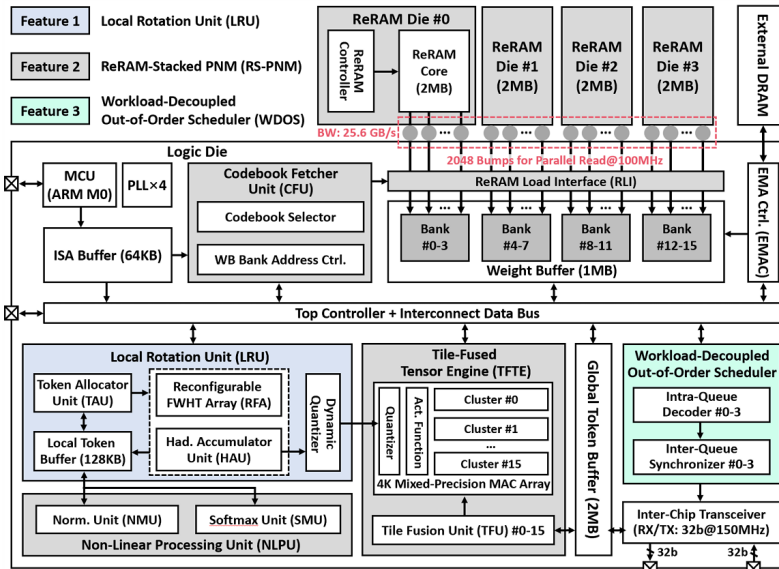 Feature 1
Local Rotation Unit (LRU)
Feature 2
ReRAM-Stacked PNM (RS-PNM)
Feature 3
Workload-Decoupled
Out-of-Order Scheduler (WDOS)
ReRAM Die #0
ReRAM
Controller
ReRAM
Core
(2MB)
ReRAM
Die #1
(2MB)
ReRAM
Die #2
(2MB)
ReRAM
Die #3
(2MB)
External DRAM
... ... ... ...
BW: 25.6 GB/s
2048 Bumps for Parallel Read@100MHz
Logic Die
MCU
(ARM M0)
PLL×4
ISA Buffer (64KB)
Codebook Fetcher
Unit (CFU)
Codebook Selector
WB Bank Address Ctrl.
ReRAM Load Interface (RLI)
... ... ... ...
Bank
#0-3
Bank
#4-7
Bank
#8-11
Bank
#12-15
Weight Buffer (1MB)
EMA
Ctrl. (EMAC)
Top Controller + Interconnect Data Bus
Local Rotation Unit (LRU)
Token Allocator
Unit (TAU)
Reconfigurable
FWHT Array (RFA)
Local Token
Buffer (128KB)
Had. Accumulator
Unit (HAU)
Dynamic
Quantizer
Norm. Unit (NMU)
Softmax Unit (SMU)
Non-Linear Processing Unit (NLPU)
Tile-Fused
Tensor Engine (TFTE)
Quantizer
Act. Function
Cluster #0
Cluster #1
...
Cluster #15
4K Mixed-Precision MAC Array
Tile Fusion Unit (TFU) #0-15
Global Token Buffer
(2MB)
Workload-Decoupled
Out-of-Order Scheduler
Intra-Queue
Decoder #0-3
Inter-Queue
Synchronizer #0-3
Inter-Chip Transceiver
(RX/TX: 32b@150MHz)
32b
32b